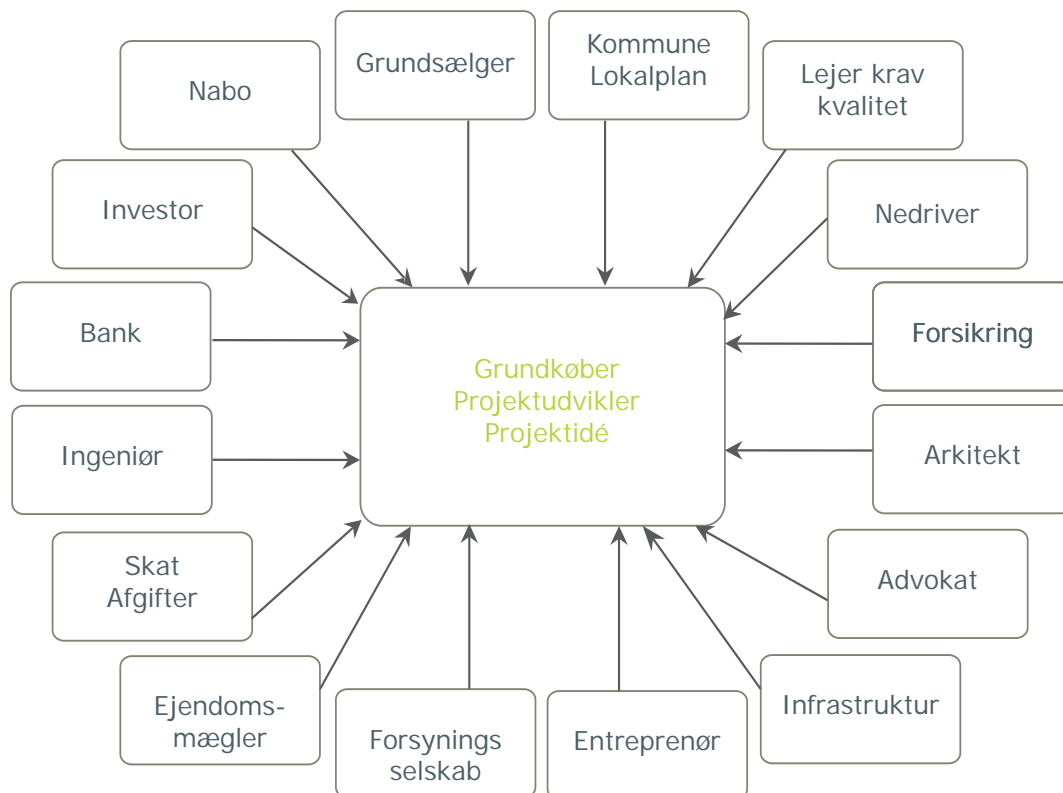 Kommune
Lokalplan
Grundsælger
Lejer krav
kvalitet
Nabo
Investor
Nedriver
Bank
Forsikring
Grundkøber
Projektudvikler
Projektidé
Ingeniør
Arkitekt
Skat
Afgifter
Advokat
Ejendoms-
mægler
Infrastruktur
Forsynings
selskab
Entreprenør